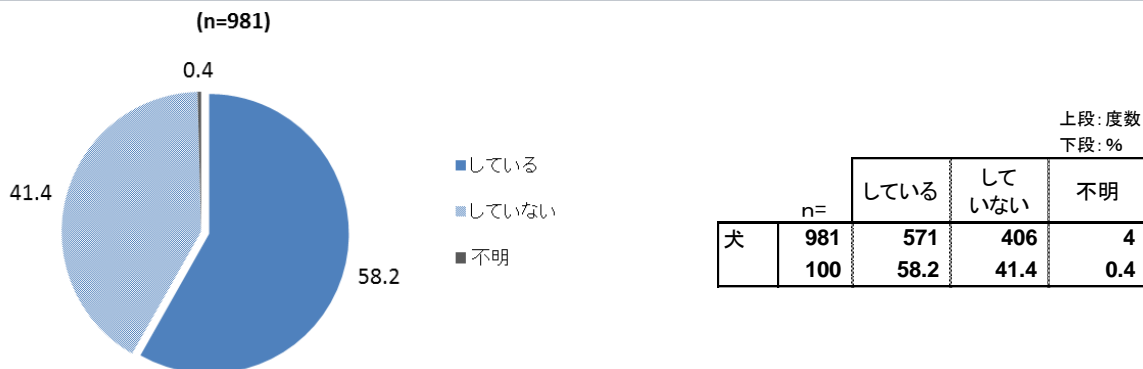 (n=981)
0.4
41.4
58.2
■している
■していない
■不明
上段：度数
下段：%
n= している して
いない 不明
犬 981 571 406 4
100 58.2 41.4 0.4